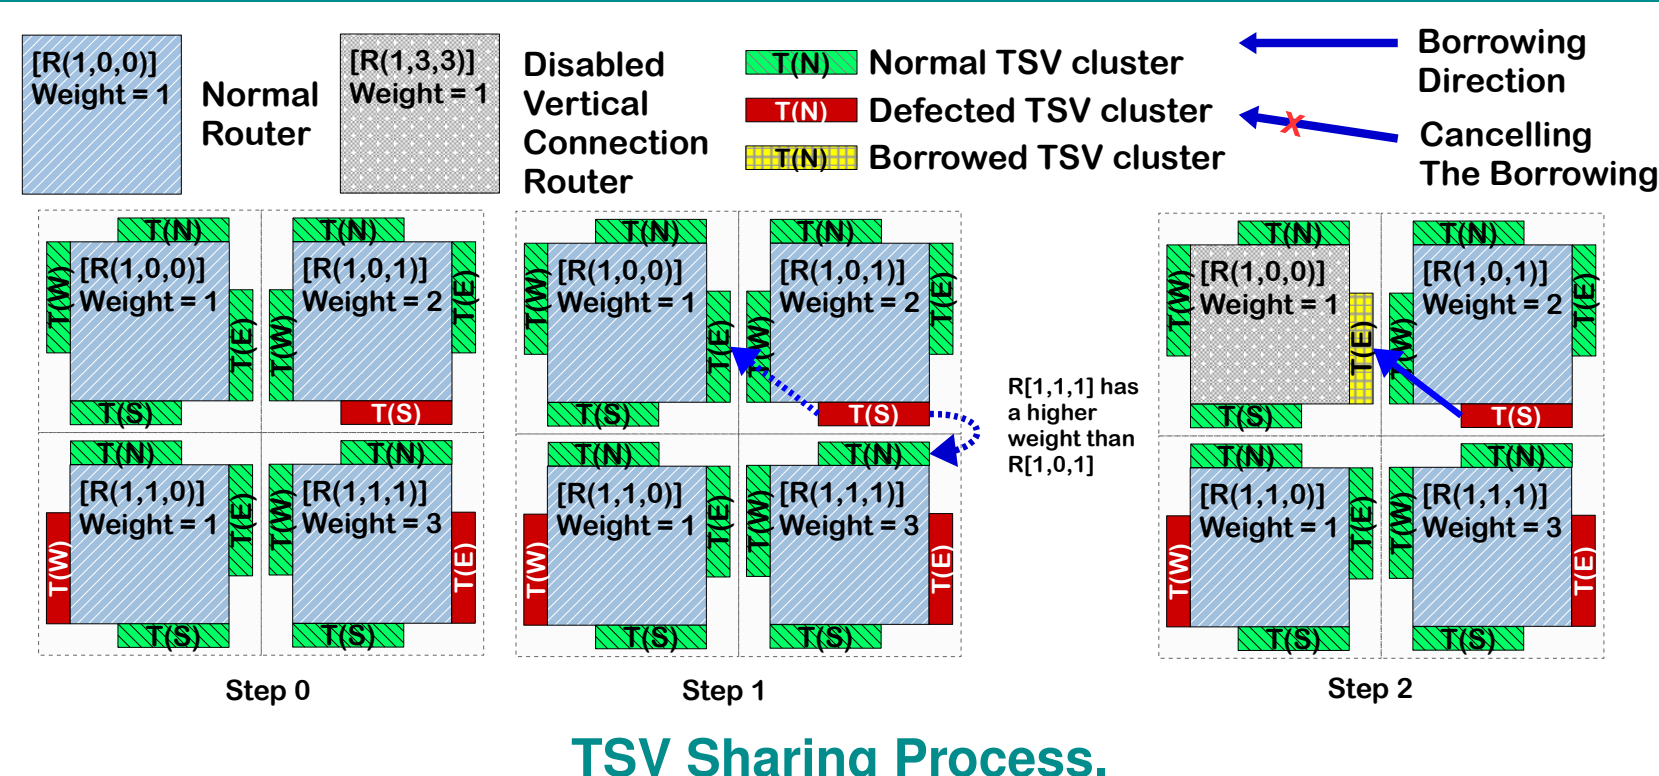 [R(1,0,0)]
Weight = 1
Normal
Router
[R(1,3,3)]
Weight = 1
Disabled
Vertical
Connection
Router
T(N) Normal TSV cluster
T(N) Defected TSV cluster
T(N) Borrowed TSV cluster
Borrowing
Direction
X
Cancelling
The Borrowing
T(N)
T(W)
[R(1,0,0)]
Weight = 1
T(E)
T(S)
T(N)
[R(1,0,1)]
Weight = 2
T(E)
T(W)
T(S)
T(N)
[R(1,1,0)]
Weight = 1
T(E)
T(W)
T(S)
T(N)
[R(1,1,1)]
Weight = 3
T(W)
T(E)
T(S)
Step 0
T(N)
T(W)
[R(1,0,0)]
Weight = 1
T(E)
T(S)
T(N)
[R(1,0,1)]
Weight = 2
T(E)
T(W)
T(S)
T(N)
[R(1,1,0)]
Weight = 1
T(E)
T(W)
T(S)
T(N)
[R(1,1,1)]
Weight = 3
T(W)
T(E)
T(S)
Step 1
R[1,1,1] has
a higher
weight than
R[1,0,1]
T(N)
T(W)
[R(1,0,0)]
Weight = 1
T(E)
T(S)
T(N)
[R(1,0,1)]
Weight = 2
T(E)
T(W)
T(S)
T(N)
[R(1,1,0)]
Weight = 1
T(E)
T(W)
T(S)
T(N)
[R(1,1,1)]
Weight = 3
T(W)
T(E)
T(S)
Step 2
TSV Sharing Process.